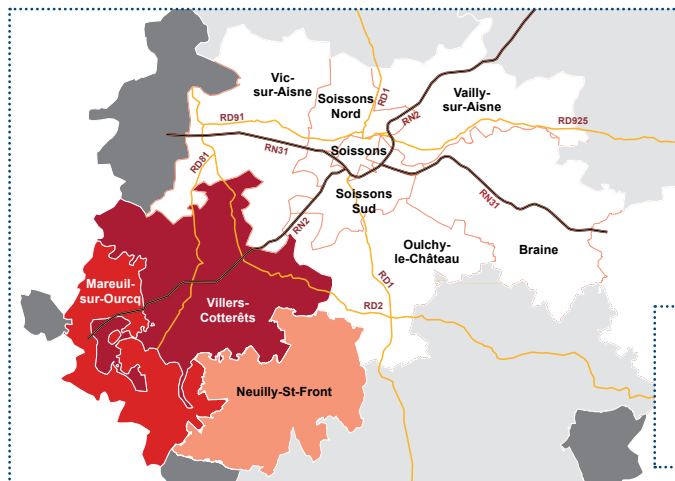 Vic-
sur-Aisne
Soissons
Nord
RD1
RN2
Vailly-
sur-Aisne
RD91
RD925
RN31
Soissons
RD81
Soissons
Sud
RN31
RN2
Oulchy-
le-Château
Braine
Mareuil-
sur-Ourcq
Villers-
Cotterêts
RD1
RD2
Neuilly-St-Front